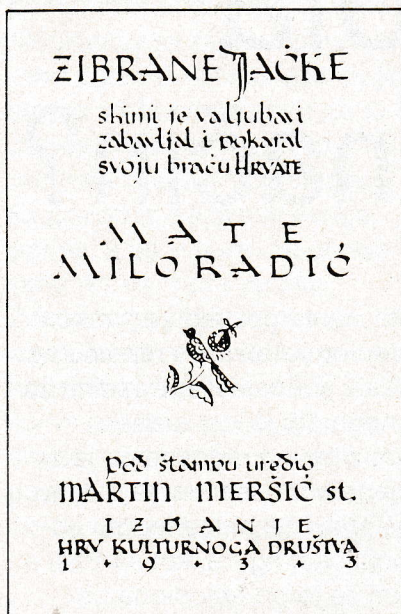 ZIBRANE JAČKE
skimi je va ljubavi
zabavljal i pokaral
svoju braću HRVATE
MATE
MILORADIĆ
Pod štampu uredio
MARTIN MERŠIĆ st.
IZDANJE
HRV KULTURNOGA DRUŠTVA
1+9+3+3